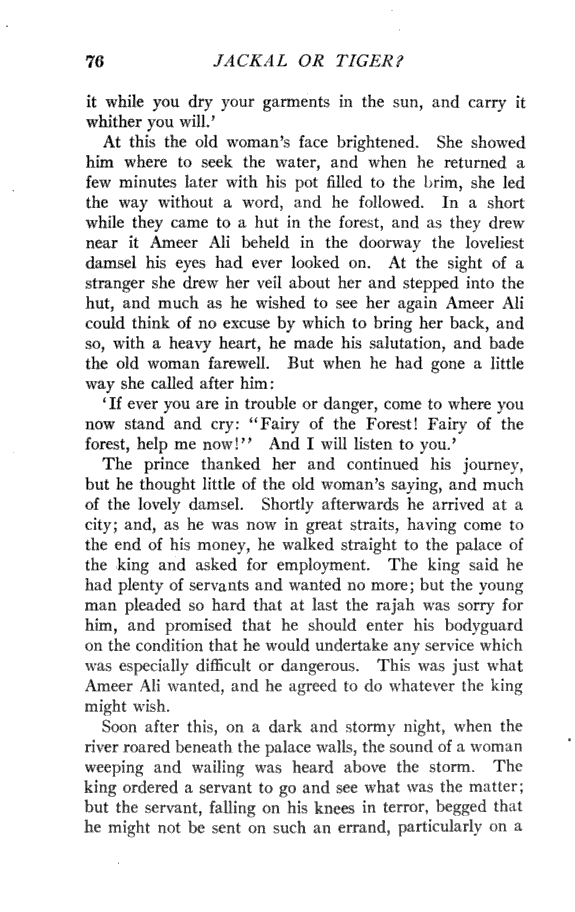 76 JACKAL OR TIGER?
it while you dry your garments in the sun, and carry it
whither you will.'
At this the old woman's face brightened. She showed
him where to seek the water, and when he returned a
few minutes later with his pot filled to the brim, she led
the way without a word, and he followed. In a short
while they came to a hut in the forest, and as they drew
near it Ameer Ali beheld in the doorway the loveliest
damsel his eyes had ever looked on. At the sight of a
stranger she drew her veil about her and stepped into the
hut, and much as he wished to see her again Ameer Ali
could think of no excuse by which to bring her back, and
so, with a heavy heart, he made his salutation, and bade
the old woman farewell. But when he had gone a little
way she called after him:
'If ever you are in trouble or danger, come to where you
now stand and cry: "Fairy of the Forest! Fairy of the
forest, help me now!" And I will listen to you.'
The prince thanked her and continued his journey,
but he thought little of the old woman's saying, and much
of the lovely damsel. Shortly afterwards he arrived at a
city; and, as he was now in great straits, having come to
the end of his money, he walked straight to the palace of
the king and asked for employment. The king said he
had plenty of servants and wanted no more; but the young
man pleaded so hard that at last the rajah was sorry for
him, and promised that he should enter his bodyguard
on the condition that he would undertake any service which
was especially difficult or dangerous. This was just what
Ameer Ali wanted, and he agreed to do whatever the king
might wish.
Soon after this, on a dark and stormy night, when the
river roared beneath the palace walls, the sound of a woman
weeping and wailing was heard above the storm. The
king ordered a servant to go and see what was the matter;
but the servant, falling on his knees in terror, begged that
he might not be sent on such an errand, particularly on a